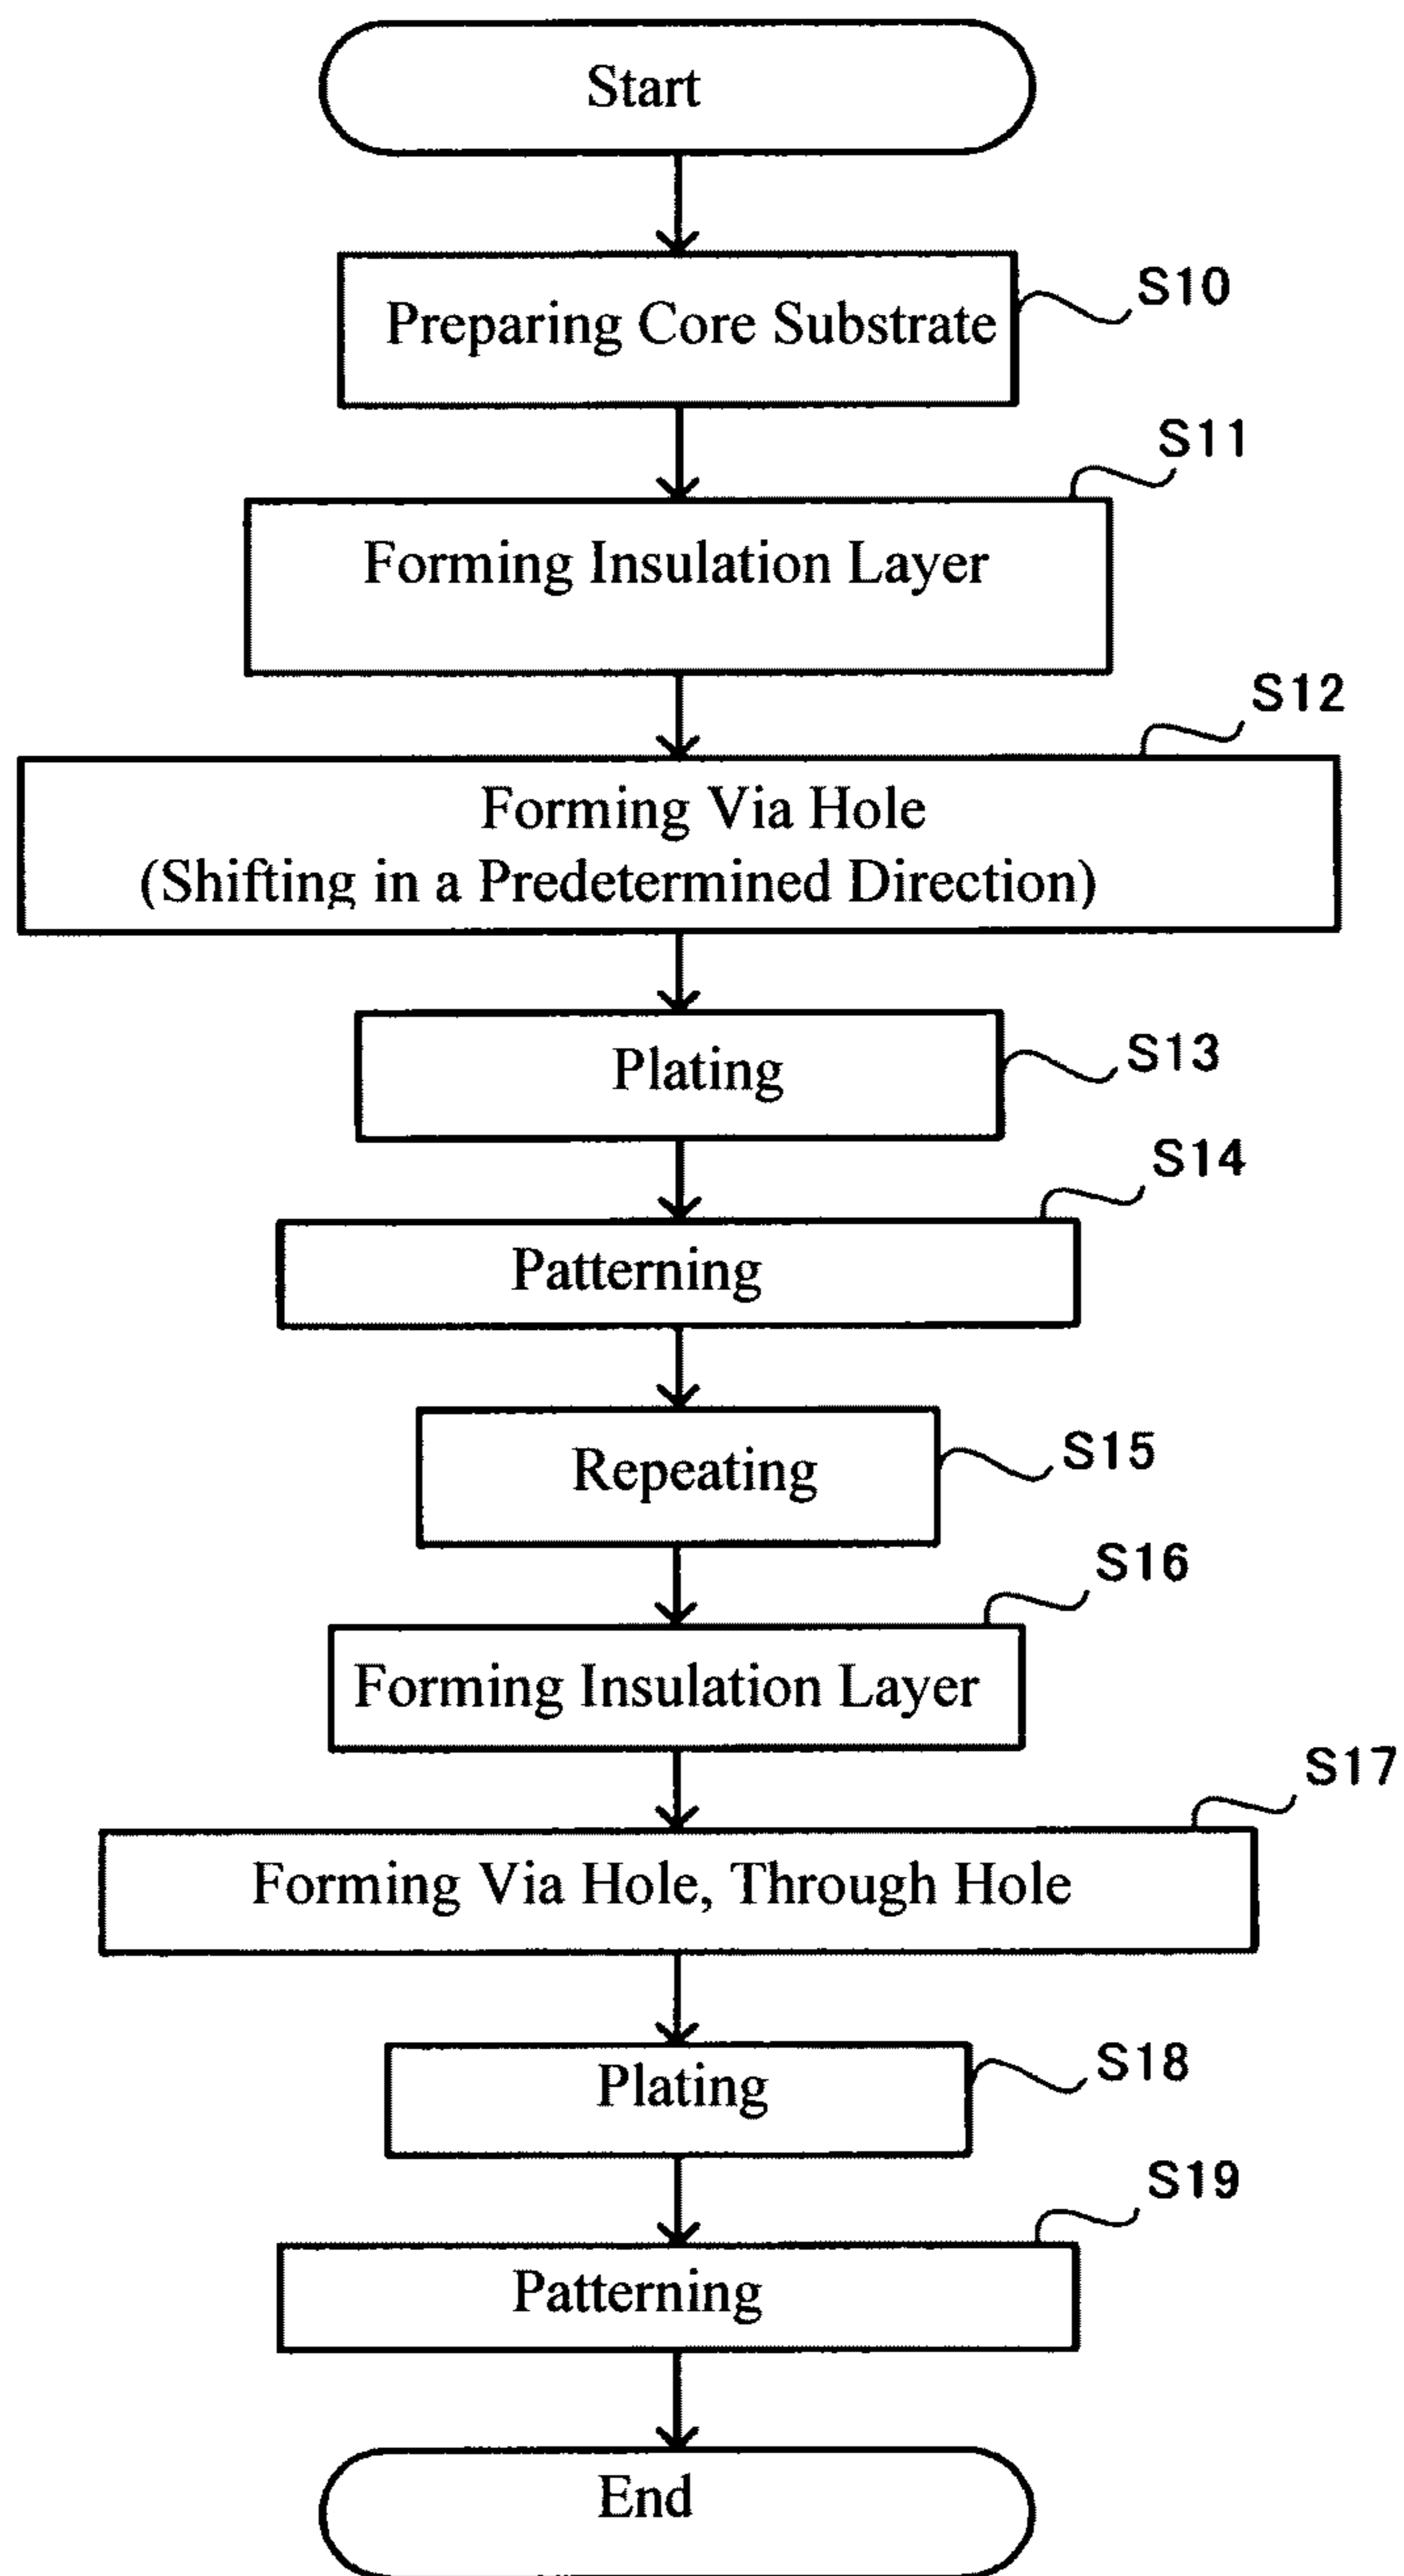 Start
Preparing Core Substrate
S10
S11
Forming Insulation Layer
S12
Forming Via Hole
(Shifting in a Predetermined Direction)
Plating
S13
S14
Patterning
Repeating
S15
S16
Forming Insulation Layer
S17
Forming Via Hole, Through Hole
Plating
S18
S19
Patterning
End